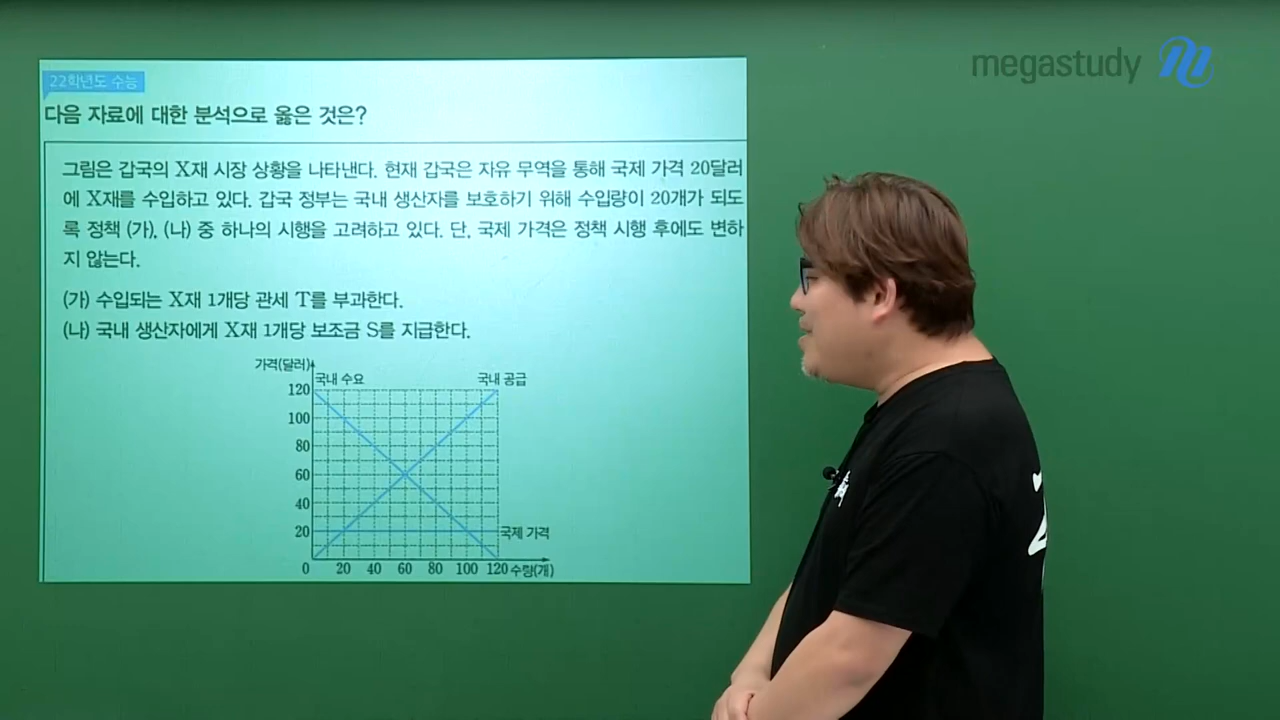 megastudy
22학년도 수능
다음 자료에 대한 분석으로 옳은 것은?
그림은 갑국의 X재 시장 상황을 나타낸다. 현재 갑국은 자유 무역을 통해 국제 가격 20달러
에 X재를 수입하고 있다. 갑국 정부는 국내 생산자를 보호하기 위해 수입량이 20개가 되도
록 정책 (가), (나) 중 하나의 시행을 고려하고 있다. 단, 국제 가격은 정책 시행 후에도 변하
지 않는다.
(가) 수입되는 X재 1개당 관세 T를 부과한다.
(나) 국내 생산자에게 X재 1개당 보조금 S를 지급한다.
가격(달러)
국내 수요 국내 공급
120
100
80
60
40
20 국제 가격
0 20 40 60 80 100 120 수량(개)